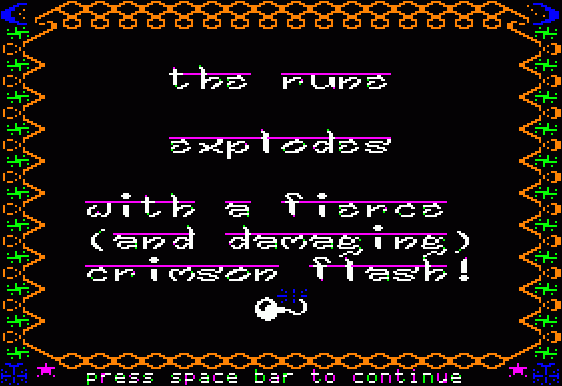 the rune
explodes
with a fierce
(and damaging)
crimson flash!
press space bar to continue